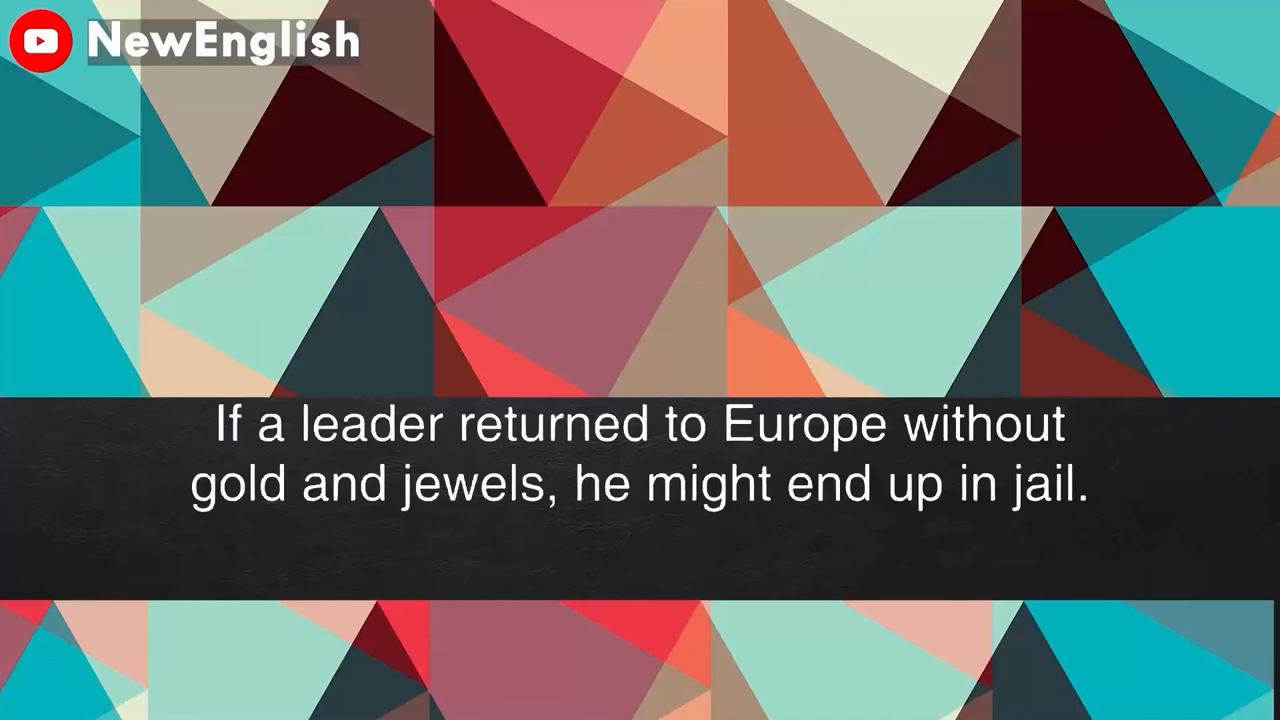 NewEnglish
If a leader returned to Europe without
gold and jewels, he might end up in jail.